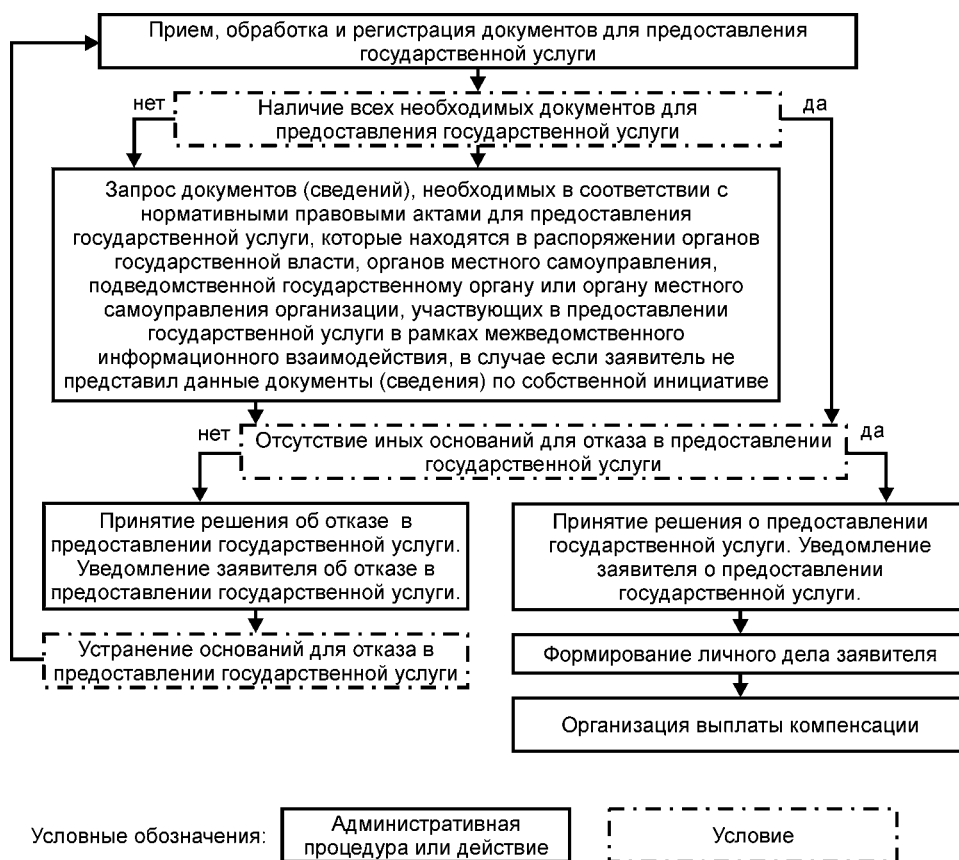 Прием, обработка и регистрация документов для предоставления
государственной услуги
нет
Наличие всех необходимых документов для
предоставления государственной услуги
да
Запрос документов (сведений), необходимых в соответствии с
нормативными правовыми актами для предоставления
государственной услуги, которые находятся в распоряжении органов
государственной власти, органов местного самоуправления,
подведомственной государственному органу или органу местного
самоуправления организации, участвующих в предоставлении
государственной услуги в рамках межведомственного
информационного взаимодействия, в случае если заявитель не
представил данные документы (сведения) по собственной инициативе
нет
Отсутствие иных оснований для отказа в предоставлении
государственной услуги
да
Принятие решения об отказе в
предоставлении государственной услуги.
Уведомление заявителя об отказе в
предоставлении государственной услуги.
Принятие решения о предоставлении
государственной услуги. Уведомление
заявителя о предоставлении
государственной услуги.
Устранение оснований для отказа в
предоставлении государственной услуги
Формирование личного дела заявителя
Организация выплаты компенсации
Условные обозначения:
Административная
процедура или действие
Условие